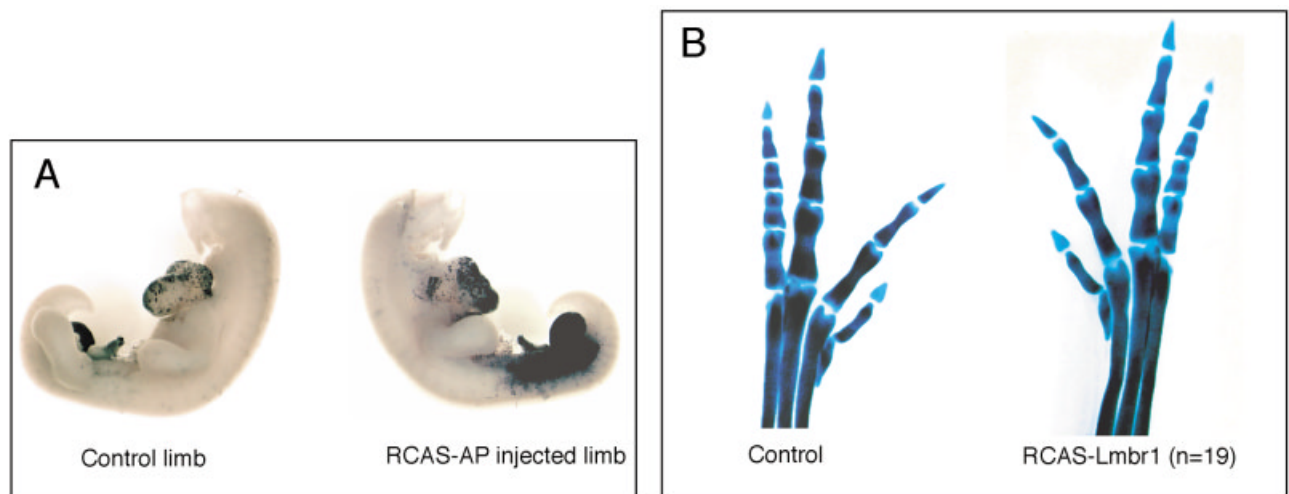 A
Control limb
RCAS-AP injected limb
B
Control
RCAS-Lmbr1 (n=19)